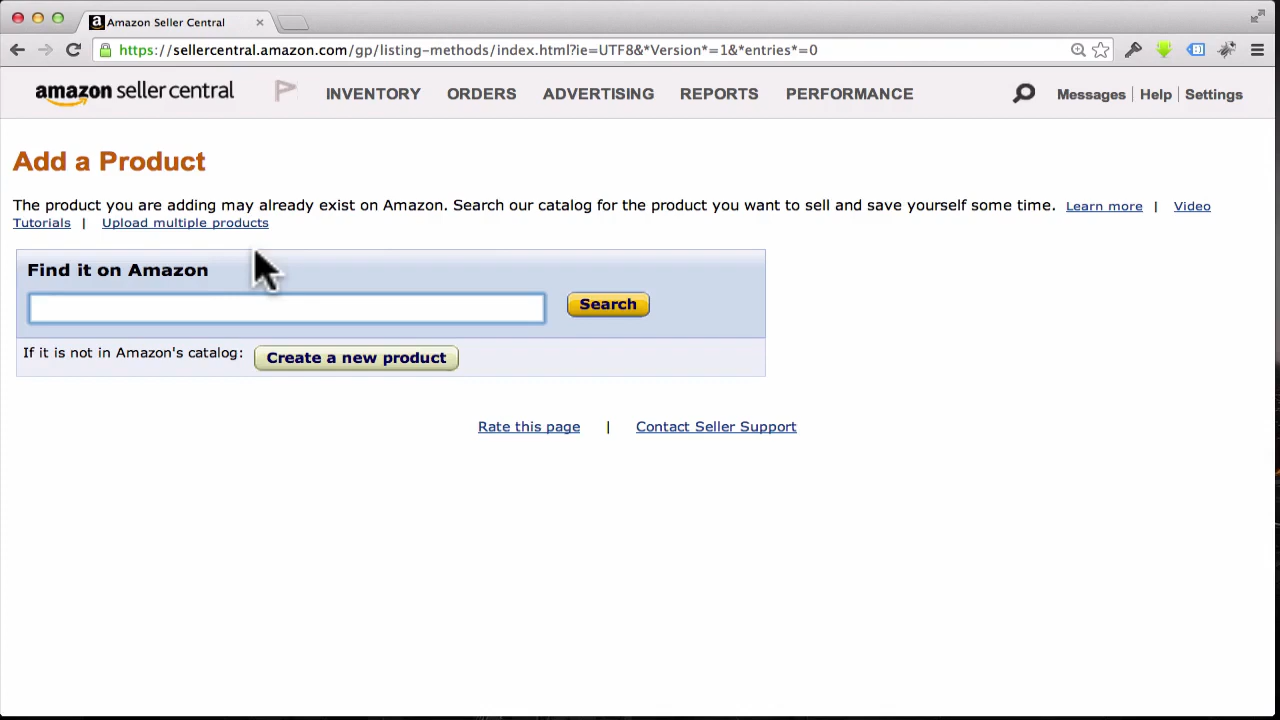 Amazon Seller Central
https://sellercentral.amazon.com/gp/listing-methods/index.html?ie=UTF8&*Version*=1&*entries*=0
amazon seller central INVENTORY ORDERS ADVERTISING REPORTS PERFORMANCE Messages | Help | Settings
Add a Product
The product you are adding may already exist on Amazon. Search our catalog for the product you want to sell and save yourself some time. Learn more | Video
Tutorials | Upload multiple products
Find it on Amazon
Search
If it is not in Amazon's catalog: Create a new product
Rate this page | Contact Seller Support